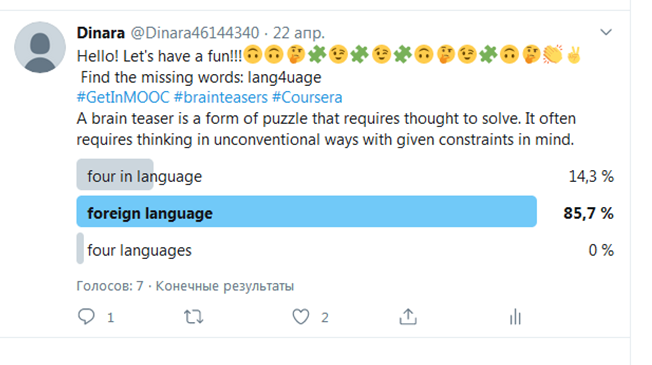 Dinara @Dinara46144340 · 22 апр.
Hello! Let's have a fun!!!🙃🙃🤔🧩😉🧩😉🧩🙃🤔😉🧩🙃🤔👏✌
Find the missing words: lang4uage
#GetInMOOC #brainteasers #Coursera
A brain teaser is a form of puzzle that requires thought to solve. It often
requires thinking in unconventional ways with given constraints in mind.
four in language 14,3 %
foreign language 85,7 %
four languages 0 %
Голосов: 7 · Конечные результаты
1 2